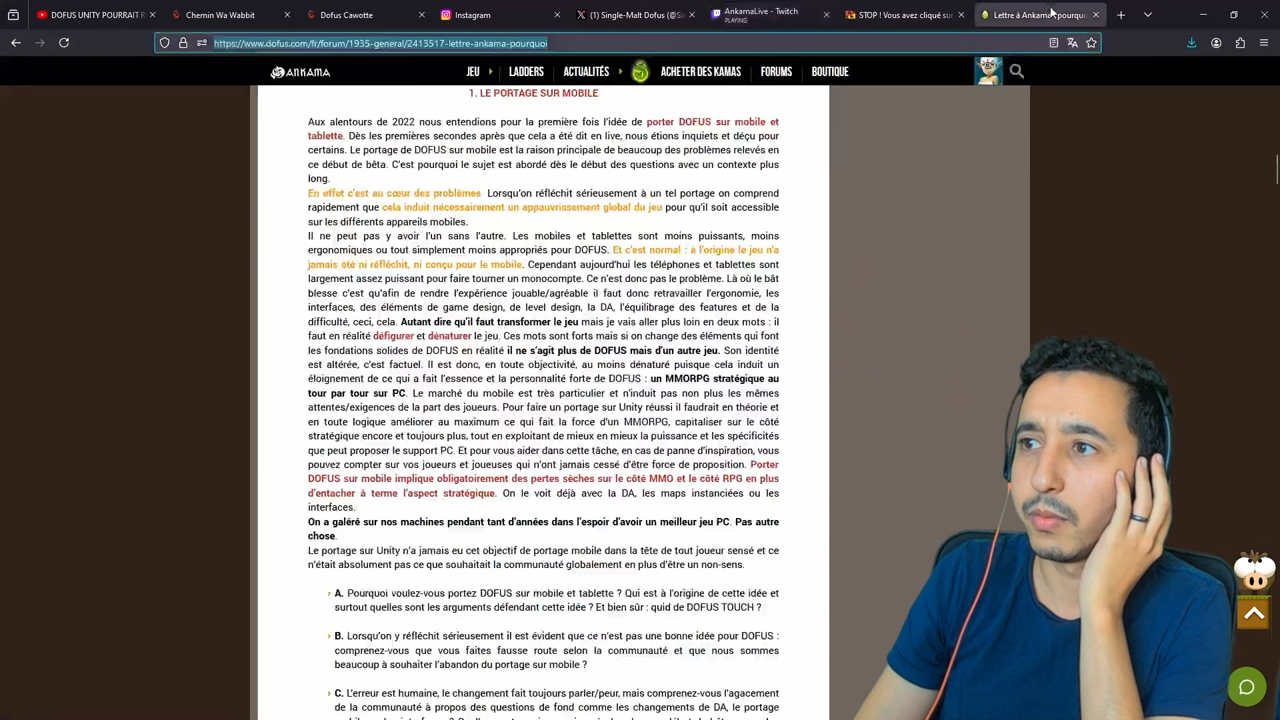 DOFUS UNITY POURRAIT R
Chemin Wa Wabbit
Dofus Cawotte
Instagram
(1) Single-Malt Dofus (@Si
AnkamaLive - Twitch
PLAYING
STOP ! Vous avez cliqué sur
Lettre à Ankama pourquo
https://www.dofus.com/fr/forum/1935-general/2413517-lettre-ankama-pourquoi
ANKAMA
JEU
LADDERS
ACTUALITÉS
ACHETER DES KAMAS
FORUMS
BOUTIQUE
1. LE PORTAGE SUR MOBILE
Aux alentours de 2022 nous entendions pour la première fois l'idée de porter DOFUS sur mobile et
tablette. Dès les premières secondes après que cela a été dit en live, nous étions inquiets et déçu pour
certains. Le portage de DOFUS sur mobile est la raison principale de beaucoup des problèmes relevés en
ce début de bêta. C'est pourquoi le sujet est abordé dès le début des questions avec un contexte plus
long.
En effet c'est au cœur des problèmes Lorsqu'on réfléchit sérieusement à un tel portage on comprend
rapidement que cela induit nécessairement un appauvrissement global du jeu pour qu'il soit accessible
sur les différents appareils mobiles.
Il ne peut pas y avoir l'un sans l'autre. Les mobiles et tablettes sont moins puissants, moins
ergonomiques ou tout simplement moins appropriés pour DOFUS. Et c'est normal : à l'origine le jeu n'a
jamais été ni réfléchit, ni conçu pour le mobile. Cependant aujourd'hui les téléphones et tablettes sont
largement assez puissant pour faire tourner un monocompte. Ce n'est donc pas le problème. Là où le bât
blesse c'est qu'afin de rendre l'expérience jouable/agréable il faut donc retravailler l'ergonomie, les
interfaces, des éléments de game design, de level design, la DA, l'équilibrage des features et de la
difficulté, ceci, cela. Autant dire qu'il faut transformer le jeu mais je vais aller plus loin en deux mots : il
faut en réalité défigurer et dénaturer le jeu. Ces mots sont forts mais si on change des éléments qui font
les fondations solides de DOFUS en réalité il ne s'agit plus de DOFUS mais d'un autre jeu. Son identité
est altérée, c'est factuel. Il est donc, en toute objectivité, au moins dénaturé puisque cela induit un
éloignement de ce qui a fait l'essence et la personnalité forte de DOFUS : un MMORPG stratégique au
tour par tour sur PC. Le marché du mobile est très particulier et n'induit pas non plus les mêmes
attentes/exigences de la part des joueurs. Pour faire un portage sur Unity réussi il faudrait en théorie et
en toute logique améliorer au maximum ce qui fait la force d'un MMORPG, capitaliser sur le côté
stratégique encore et toujours plus, tout en exploitant de mieux en mieux la puissance et les spécificités
que peut proposer le support PC. Et pour vous aider dans cette tâche, en cas de panne d'inspiration, vous
pouvez compter sur vos joueurs et joueuses qui n'ont jamais cessé d'être force de proposition. Porter
DOFUS sur mobile implique obligatoirement des pertes sèches sur le côté MMO et le côté RPG en plus
d'entacher à terme l'aspect stratégique. On le voit déjà avec la DA, les maps instanciées ou les
interfaces.
On a galéré sur nos machines pendant tant d'années dans l'espoir d'avoir un meilleur jeu PC. Pas autre
chose.
Le portage sur Unity n'a jamais eu cet objectif de portage mobile dans la tête de tout joueur sensé et ce
n'était absolument pas ce que souhaitait la communauté globalement en plus d'être un non-sens.
A. Pourquoi voulez-vous portez DOFUS sur mobile et tablette ? Qui est à l'origine de cette idée et
surtout quelles sont les arguments défendant cette idée ? Et bien sûr : quid de DOFUS TOUCH ?
B. Lorsqu'on y réfléchit sérieusement il est évident que ce n'est pas une bonne idée pour DOFUS :
comprenez-vous que vous faites fausse route selon la communauté et que nous sommes
beaucoup à souhaiter l'abandon du portage sur mobile ?
C. L'erreur est humaine, le changement fait toujours parler/peur, mais comprenez-vous l'agacement
de la communauté à propos des questions de fond comme les changements de DA, le portage